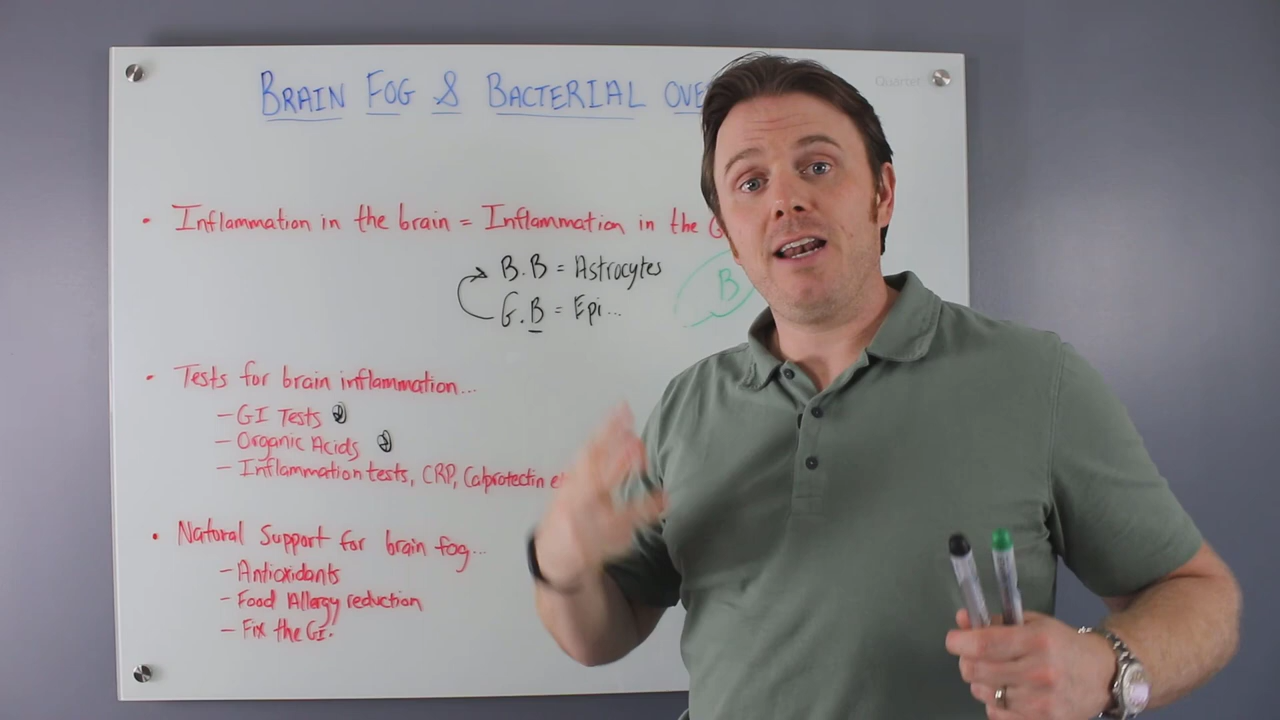 BRAIN FOG & BACTERIAL OVE
Quartet
• Inflammation in the brain = Inflammation in the G
B.B = Astrocytes
G.B = Epi...
B
• Tests for brain inflammation...
- GI Tests
- Organic Acids
- Inflammation tests, CRP, Calprotectin e
• Natural Support for brain fog...
- Antioxidants
- Food Allergy reduction
- Fix the GI.